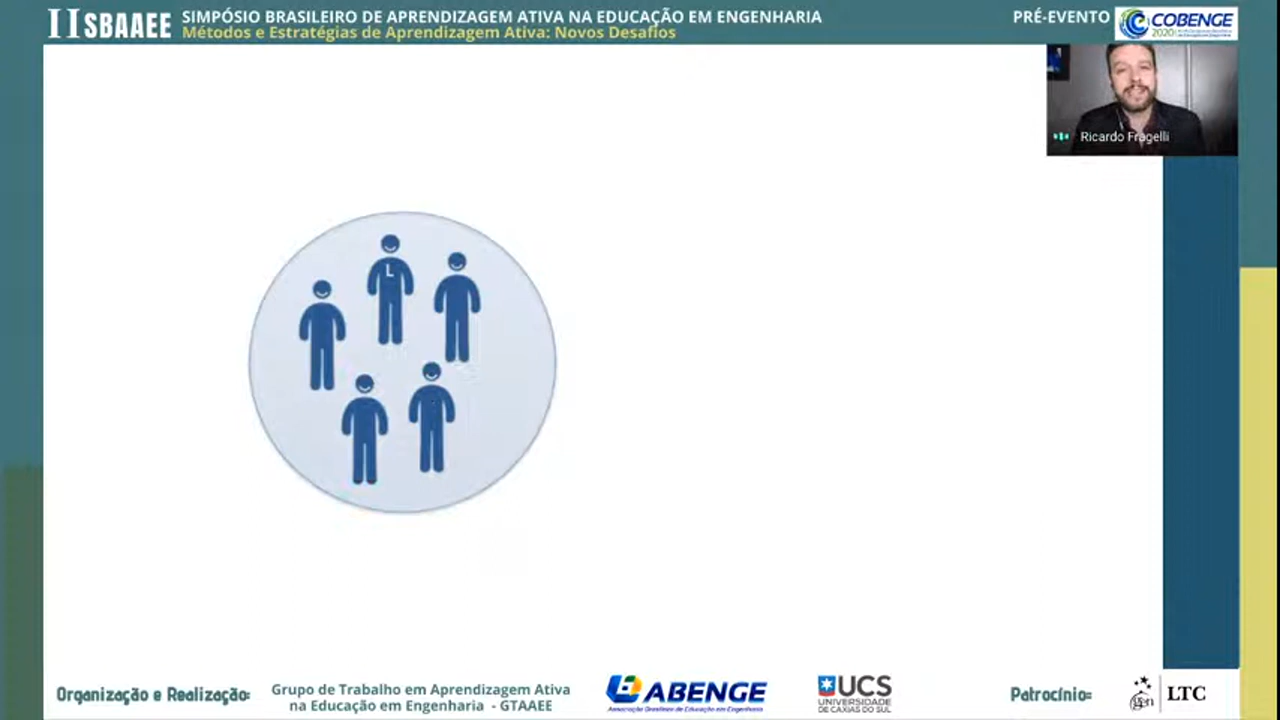 IISBAAEE
SIMPÓSIO BRASILEIRO DE APRENDIZAGEM ATIVA NA EDUCAÇÃO EM ENGENHARIA
Métodos e Estratégias de Aprendizagem Ativa: Novos Desafios
PRÉ-EVENTO
COBENGE
2020
Ricardo Fragelli
L
Organização e Realização:
Grupo de Trabalho em Aprendizagem Ativa
na Educação em Engenharia - GTAAEE
ABENGE
Associação Brasileira de Educação em Engenharia
UCS
UNIVERSIDADE
DE CAXIAS DO SUL
Patrocínio:
gen
LTC